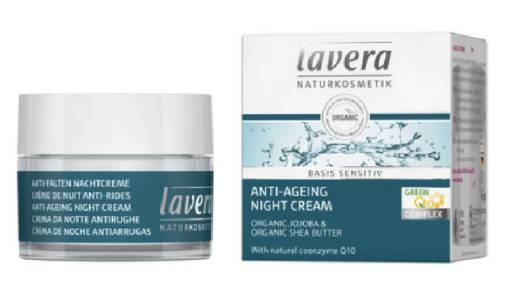 ANTI-FALTEN NACHTCREME
CRÈME DE NUIT ANTI-RIDES
ANTI-AGEING NIGHT CREAM
CREMA DA NOTTE ANTIRUGHE
CREMA DE NOCHE ANTIARRUGAS
lavera
NATURKOSMETIK
lavera
NATURKOSMETIK
ORGANIC
BASIS SENSITIV
ANTI-AGEING
NIGHT CREAM
ORGANIC JOJOBA &
ORGANIC SHEA BUTTER
With natural coenzyme Q10
GREEN
Q10
COMPLEX